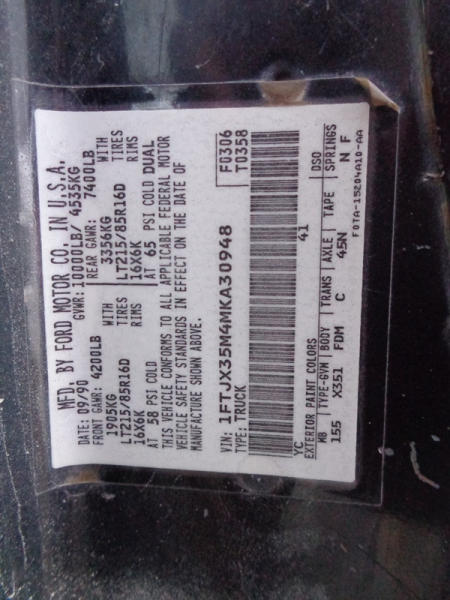 MFD. BY FORD MOTOR CO. IN U.S.A.
DATE: 09/90 GVWR: 10000LB/ 4535KG
FRONT GAWR: 4200LB REAR GAWR: 7400LB
1905KG WITH 3356KG WITH
LT215/85R16D TIRES LT215/85R16D TIRES
16X6K RIMS 16X6K RIMS
AT 58 PSI COLD AT 65 PSI COLD DUAL
THIS VEHICLE CONFORMS TO ALL APPLICABLE FEDERAL MOTOR
VEHICLE SAFETY STANDARDS IN EFFECT ON THE DATE OF
MANUFACTURE SHOWN ABOVE.
VIN: 1FTJX35M4MKA30948 F0306
TYPE: TRUCK T0358
41
YC
EXTERIOR PAINT COLORS DSO
WB TYPE-GVM BODY TRANS AXLE TAPE SPRINGS
155 X351 FDM C 45N N F
FOTA-15204A10-AA